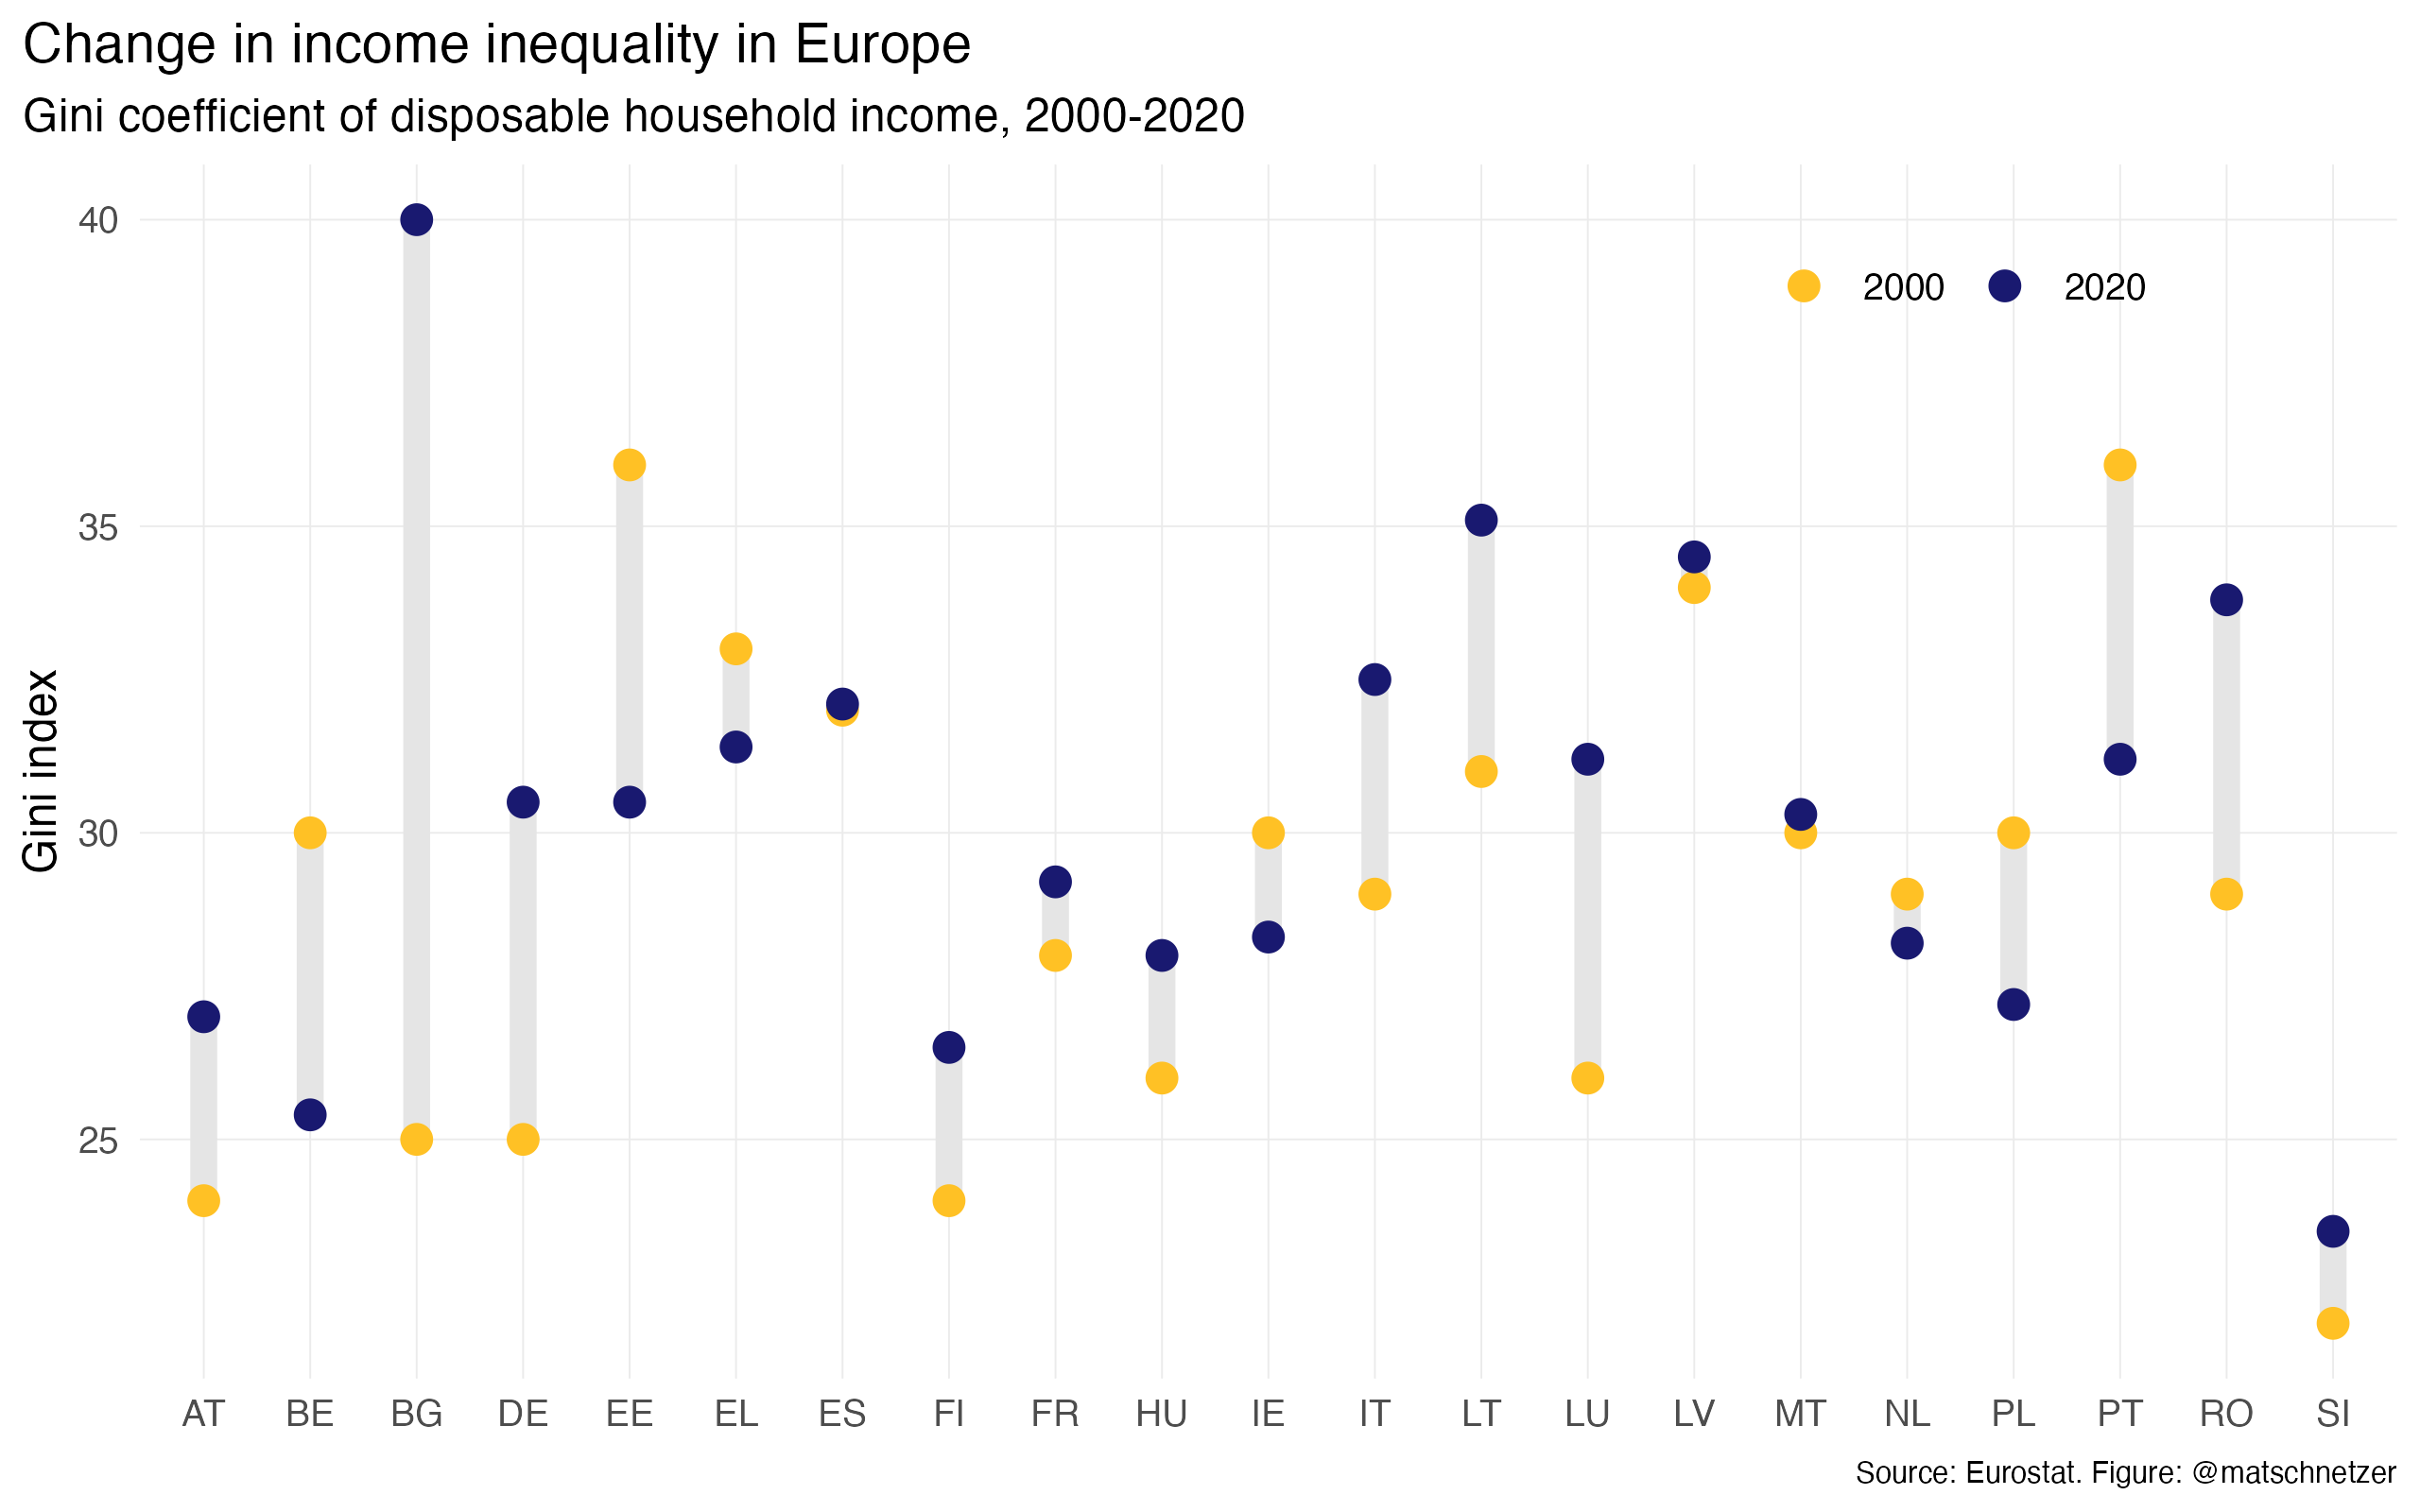 Change in income inequality in Europe
Gini coefficient of disposable household income, 2000-2020
40
2000 2020
35
Gini index
30
25
AT BE BG DE EE EL ES FI FR HU IE IT LT LU LV MT NL PL PT RO SI
Source: Eurostat. Figure: @matschnetzer